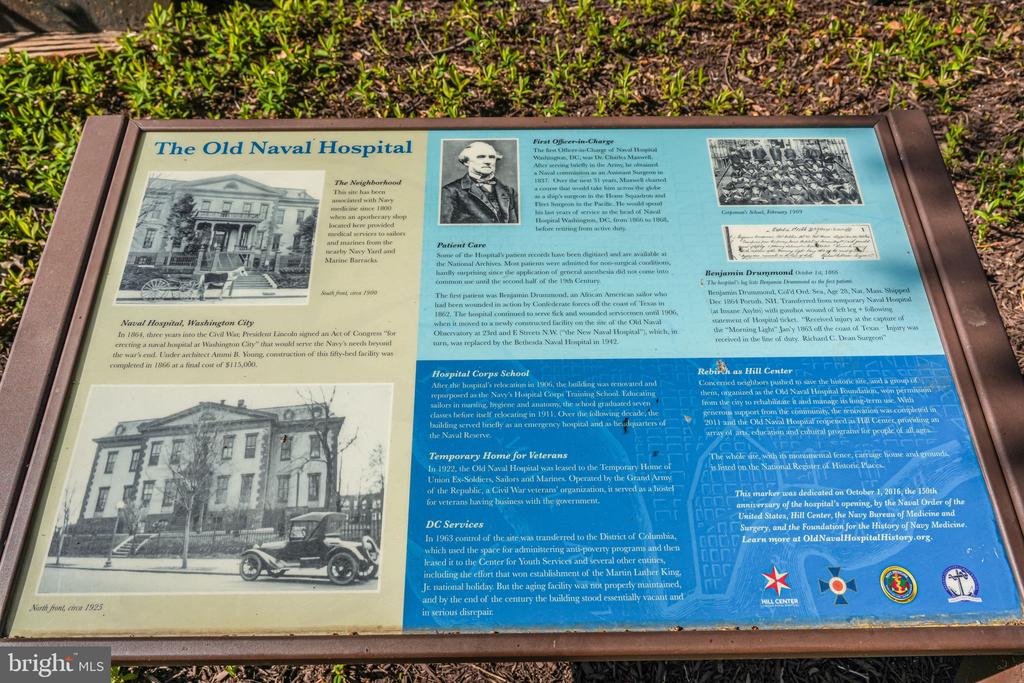 The Old Naval Hospital
The Neighborhood
This site has been
associated with Navy
medicine since 1800
when an apothecary shop
located here provided
medical services to sailors
and marines from the
nearby Navy Yard and
Marine Barracks.
South front, circa 1900
Naval Hospital, Washington City
In 1864, three years into the Civil War, President Lincoln signed an Act of Congress "for
erecting a naval hospital at Washington City" that would serve the Navy's needs beyond
the war's end. Under architect Ammi B. Young, construction of this fifty-bed facility was
completed in 1866 at a final cost of $115,000.
North front, circa 1925
First Officer-in-Charge
The first Officer-in-Charge of Naval Hospital
Washington, DC, was Dr. Charles Maxwell.
After serving briefly in the Army, he obtained
a Naval commission as an Assistant Surgeon in
1837. Over the next 31 years, Maxwell charted
a course that would take him across the globe
as a ship's surgeon in the Home Squadron and
Fleet Surgeon in the Pacific. He would spend
his last years of service as the head of Naval
Hospital Washington, DC, from 1866 to 1868,
before retiring from active duty.
Patient Care
Some of the Hospital's patient records have been digitized and are available at
the National Archives. Most patients were admitted for non-surgical conditions,
hardly surprising since the application of general anesthesia did not come into
common use until the second half of the 19th Century.
The first patient was Benjamin Drummond, an African American sailor who
had been wounded in action by Confederate forces off the coast of Texas in
1862. The hospital continued to serve sick and wounded servicemen until 1906,
when it moved to a newly constructed facility on the site of the Old Naval
Observatory at 23rd and E Streets N.W. ("the New Naval Hospital"), which, in
turn, was replaced by the Bethesda Naval Hospital in 1942.
Corpsman's School, February 1909
Benjamin Drummond October 1st, 1866
The hospital's log lists Benjamin Drummond as the first patient.
Benjamin Drummond, Col'd Ord. Sea, Age 28, Nat. Mass. Shipped
Dec 1864 Portsth. NH. Transferred from temporary Naval Hospital
(at Insane Asylm) with gunshot wound of left leg + following
statement of Hospital ticket. "Received injury at the capture of
the "Morning Light" Jan'y 1863 off the coast of Texas - Injury was
received in the line of duty. Richard C. Dean Surgeon"
Hospital Corps School
After the hospital's relocation in 1906, the building was renovated and
repurposed as the Navy's Hospital Corps Training School. Educating
sailors in nursing, hygiene and anatomy, the school graduated seven
classes before itself relocating in 1911. Over the following decade, the
building served briefly as an emergency hospital and as headquarters of
the Naval Reserve.
Temporary Home for Veterans
In 1922, the Old Naval Hospital was leased to the Temporary Home of
Union Ex-Soldiers, Sailors and Marines. Operated by the Grand Army
of the Republic, a Civil War veterans' organization, it served as a hostel
for veterans having business with the government.
DC Services
In 1963 control of the site was transferred to the District of Columbia,
which used the space for administering anti-poverty programs and then
leased it to the Center for Youth Services and several other entities,
including the effort that won establishment of the Martin Luther King,
Jr. national holiday. But the aging facility was not properly maintained,
and by the end of the century the building stood essentially vacant and
in serious disrepair.
Rebirth as Hill Center
Concerned neighbors pushed to save the historic site, and a group of
them, organized as the Old Naval Hospital Foundation, won permission
from the city to rehabilitate it and manage its long-term use. With
generous support from the community, the renovation was completed in
2011 and the Old Naval Hospital reopened as Hill Center, providing an
array of arts, education and cultural programs for people of all ages.
The whole site, with its monumental fence, carriage house and grounds,
is listed on the National Register of Historic Places.
This marker was dedicated on October 1, 2016, the 150th
anniversary of the hospital's opening, by the Naval Order of the
United States, Hill Center, the Navy Bureau of Medicine and
Surgery, and the Foundation for the History of Navy Medicine.
Learn more at OldNavalHospitalHistory.org.
HILL CENTER
bright MLS